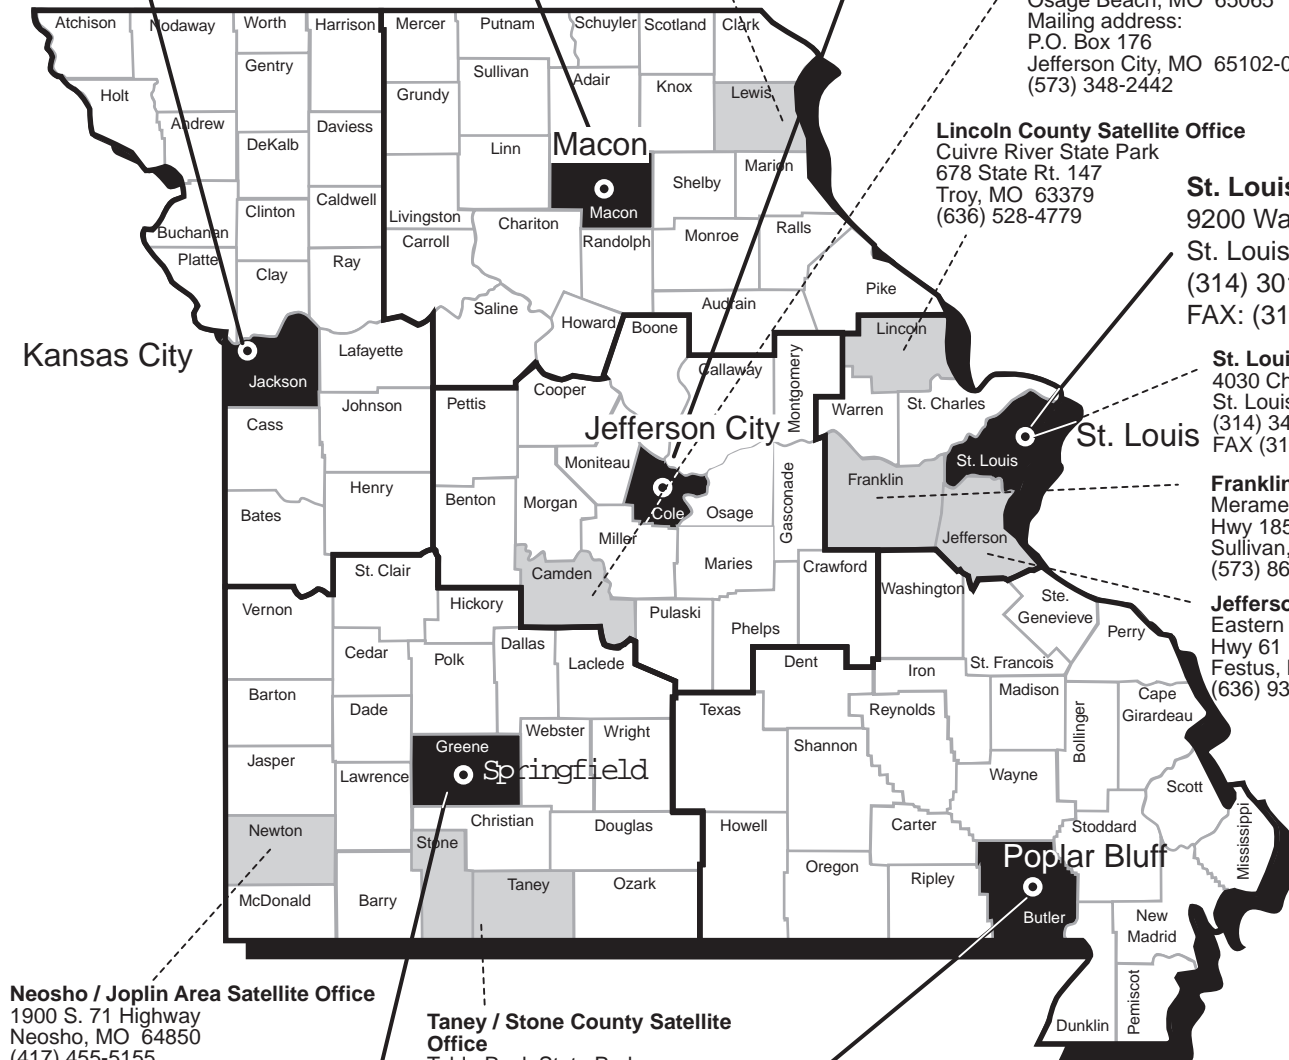 Osage Beach, MO 65065
Mailing address:
P.O. Box 176
Jefferson City, MO 65102-0
(573) 348-2442
Lincoln County Satellite Office
Cuivre River State Park
678 State Rt. 147
Troy, MO 63379
(636) 528-4779
St. Louis
9200 Wa
St. Louis
(314) 30
FAX: (31
St. Loui
4030 Ch
St. Louis
(314) 34
FAX (31
Franklin
Merame
Hwy 185
Sullivan,
(573) 86
Jefferso
Eastern
Hwy 61
Festus,
(636) 93
Atchison
Nodaway
Worth
Harrison
Mercer
Putnam
Schuyler
Scotland
Clark
Gentry
Sullivan
Adair
Knox
Lewis
Holt
Grundy
Andrew
DeKalb
Daviess
Linn
Macon
Macon
Shelby
Marion
Clinton
Caldwell
Livingston
Chariton
Randolph
Monroe
Ralls
Buchanan
Carroll
Platte
Clay
Ray
Audrain
Pike
Saline
Howard
Boone
Lincoln
Kansas City
Jackson
Lafayette
Callaway
Montgomery
Cooper
Pettis
Johnson
Warren
St. Charles
Cass
Jefferson City
St. Louis
St. Louis
Moniteau
Henry
Benton
Morgan
Cole
Osage
Gasconade
Franklin
Bates
Miller
Jefferson
St. Clair
Camden
Maries
Crawford
Washington
Vernon
Hickory
Pulaski
Phelps
Ste.
Genevieve
Perry
Cedar
Polk
Dallas
Laclede
Dent
Iron
St. Francois
Barton
Dade
Texas
Reynolds
Madison
Bollinger
Cape
Girardeau
Jasper
Lawrence
Greene
Springfield
Webster
Wright
Shannon
Wayne
Scott
Newton
Stone
Christian
Douglas
Howell
Carter
Stoddard
Mississippi
Poplar Bluff
McDonald
Barry
Taney
Ozark
Oregon
Ripley
Butler
New
Madrid
Dunklin
Pemiscot
Neosho / Joplin Area Satellite Office
1900 S. 71 Highway
Neosho, MO 64850
(417) 455-5155
Taney / Stone County Satellite
Office
Table Rock State Park